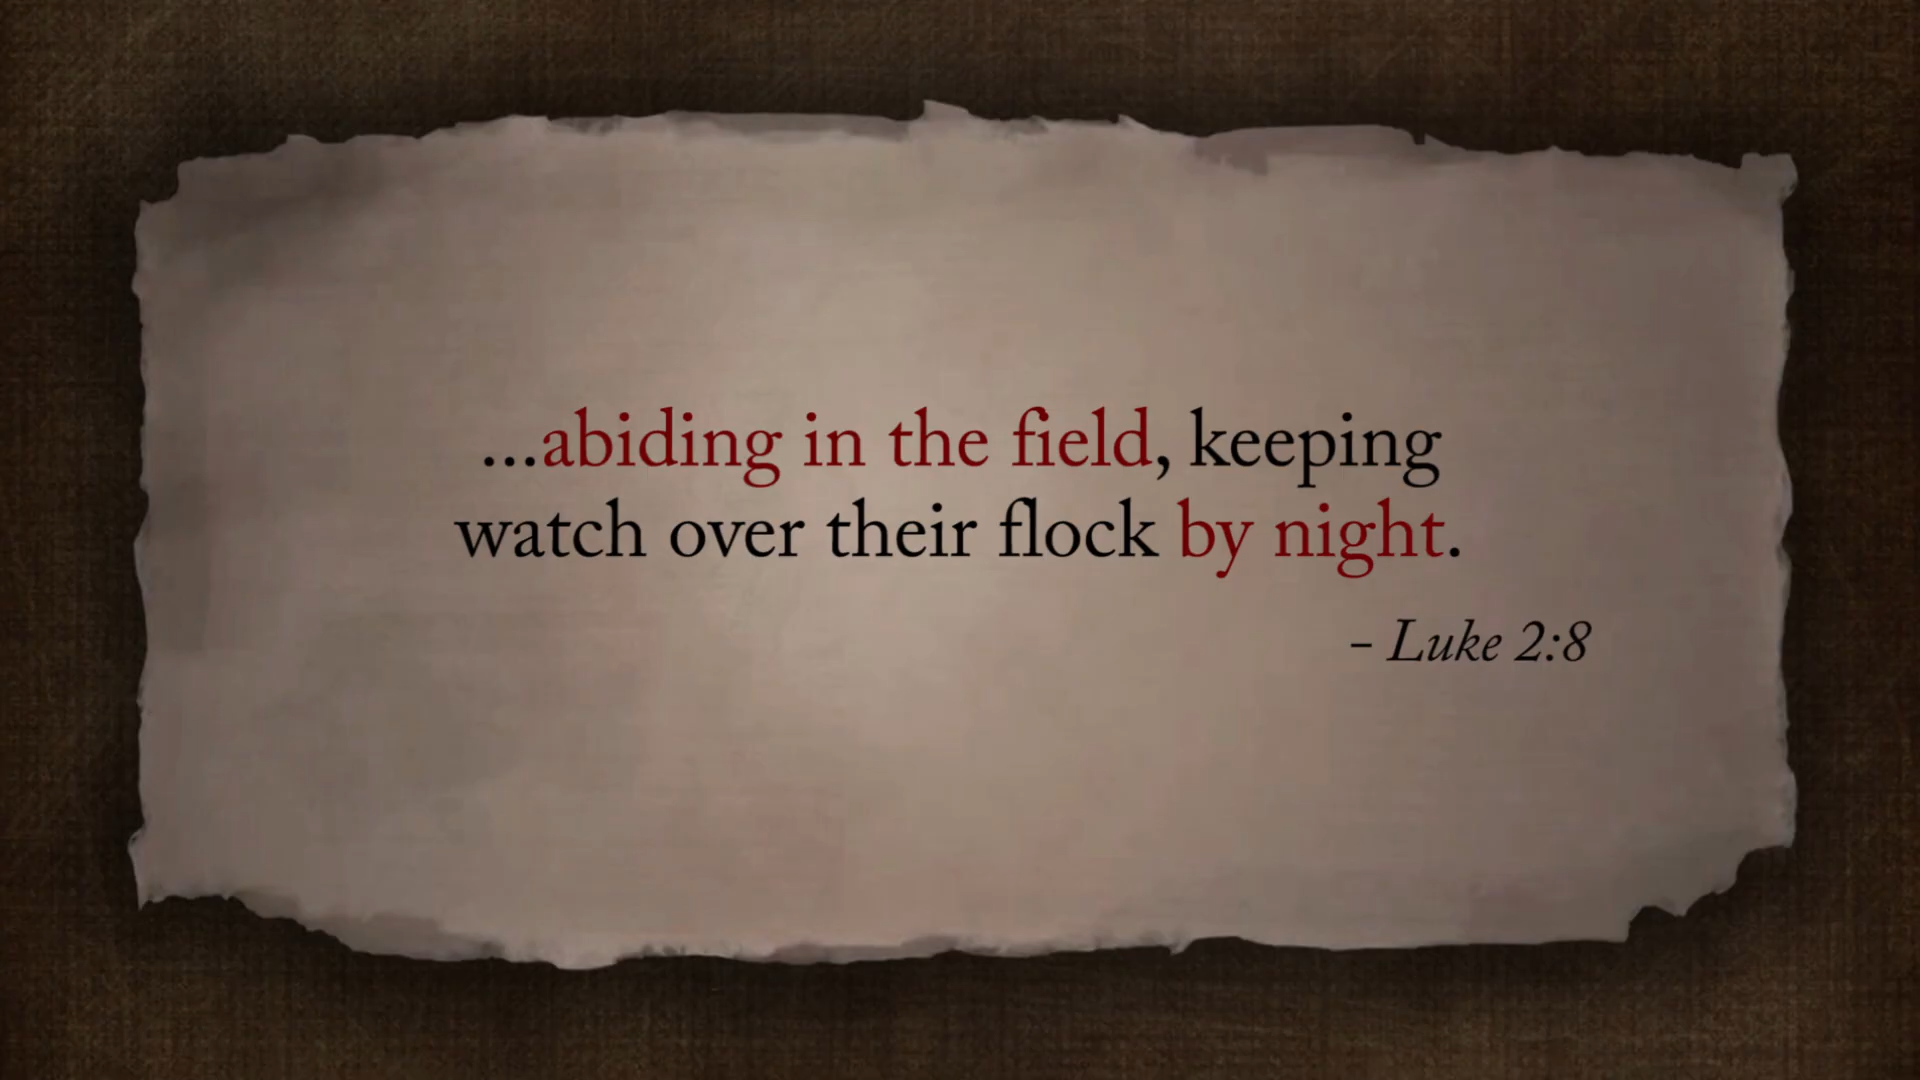 ...abiding in the field, keeping
watch over their flock by night.
– Luke 2:8